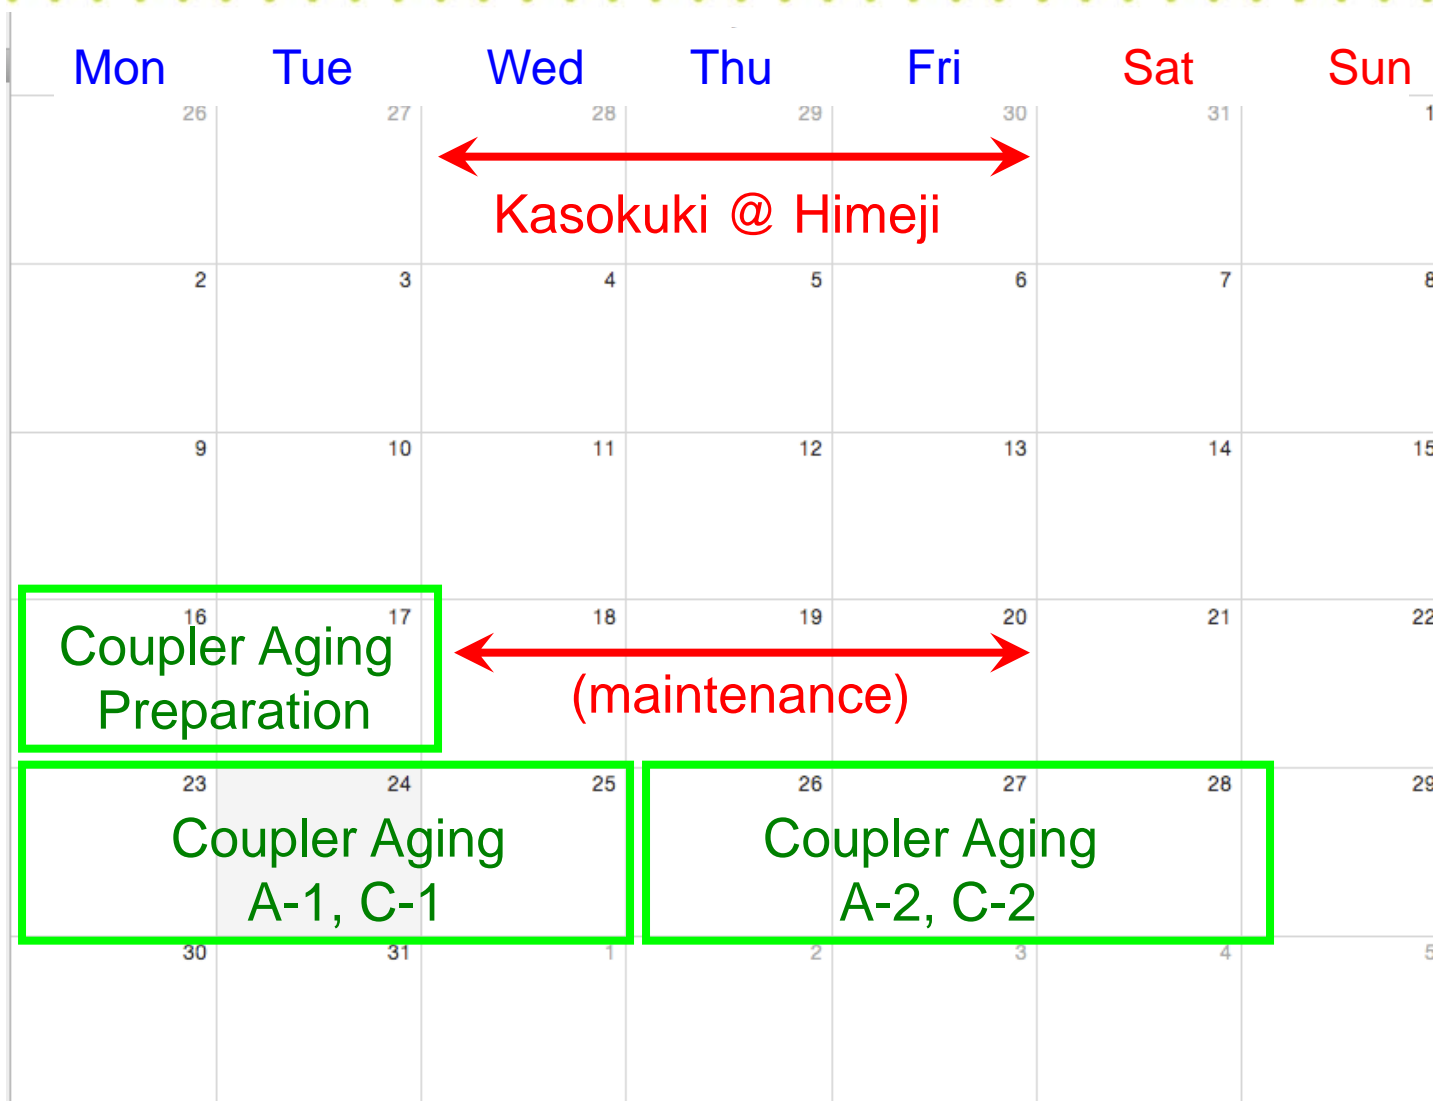 Mon Tue Wed Thu Fri Sat Sun
26 27 28 29 30 31 1
Kasokuki @ Himeji
2 3 4 5 6 7 8
9 10 11 12 13 14 15
16 17 18 19 20 21 22
Coupler Aging
Preparation
(maintenance)
23 24 25 26 27 28 29
Coupler Aging
A-1, C-1
Coupler Aging
A-2, C-2
30 31 1 2 3 4 5